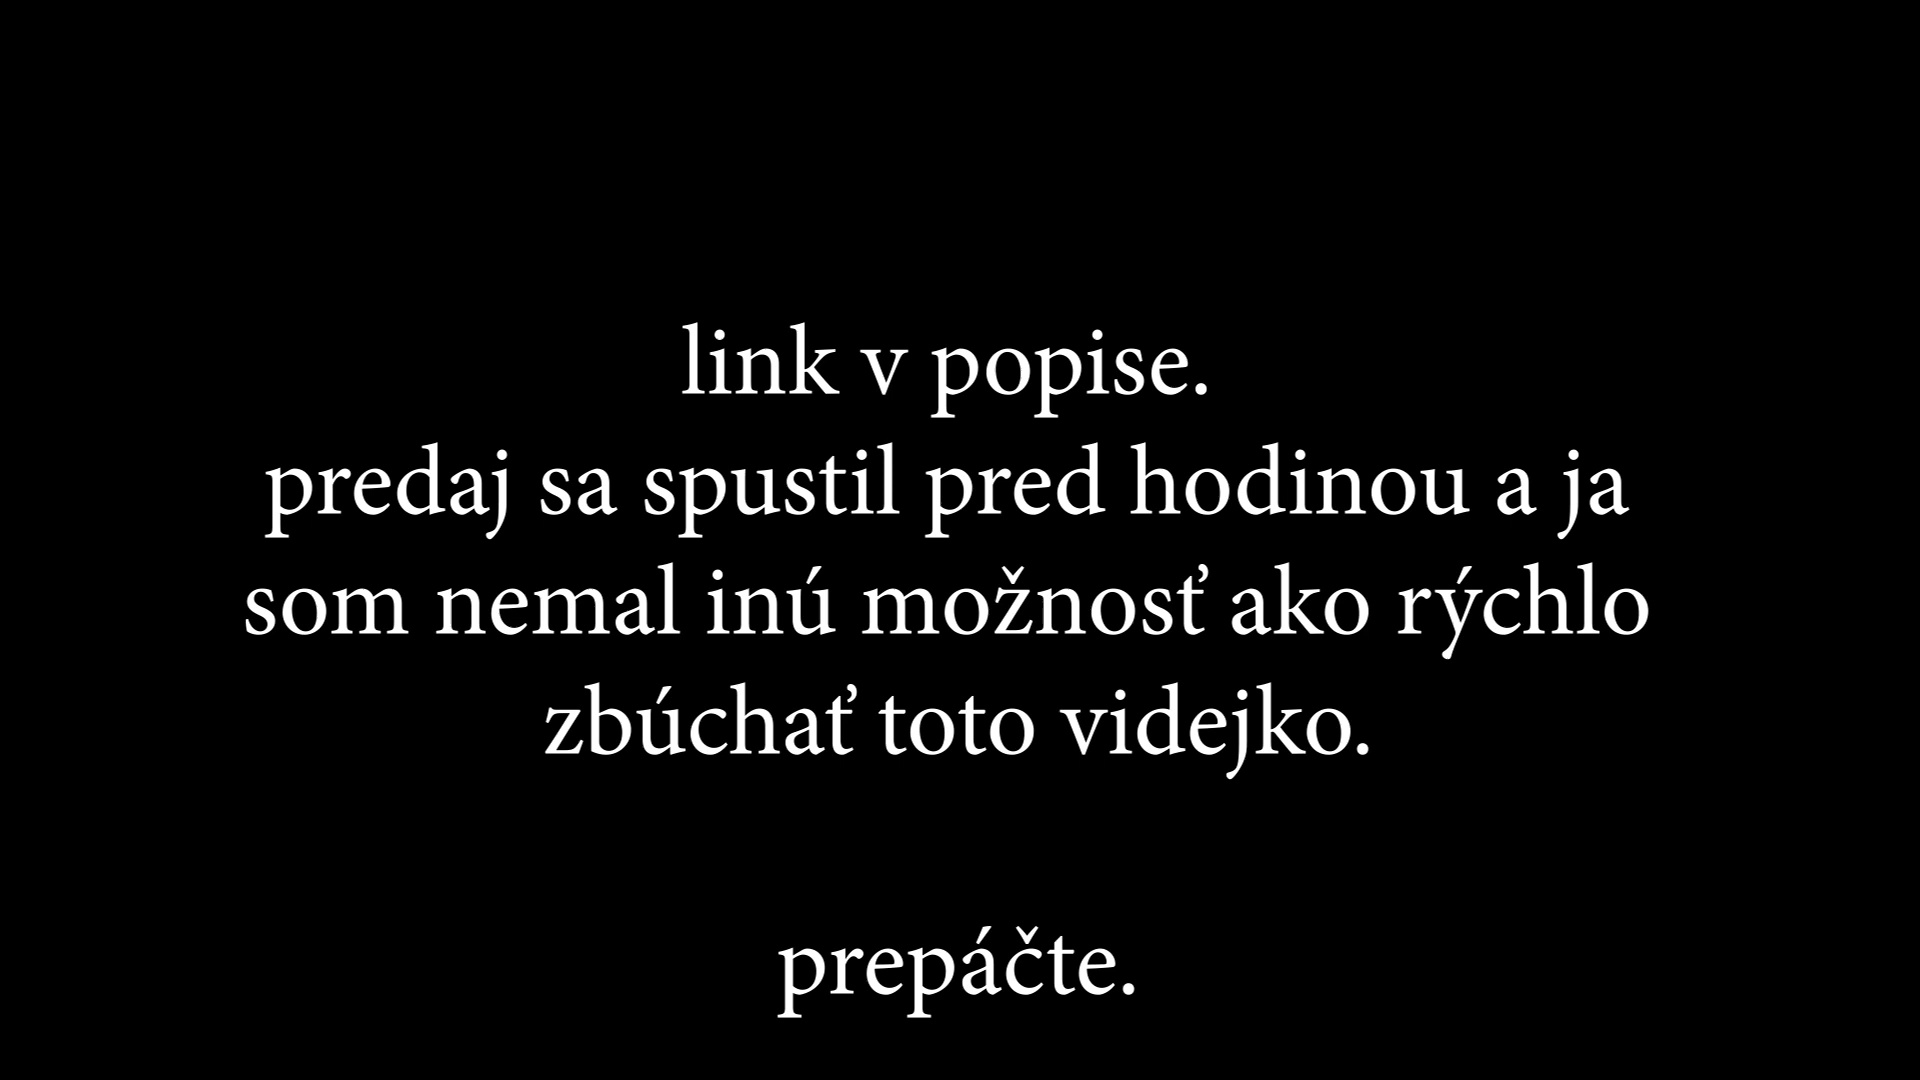 link v popise.
predaj sa spustil pred hodinou a ja
som nemal inú možnosť ako rýchlo
zbúchať toto videjko.
prepáčte.